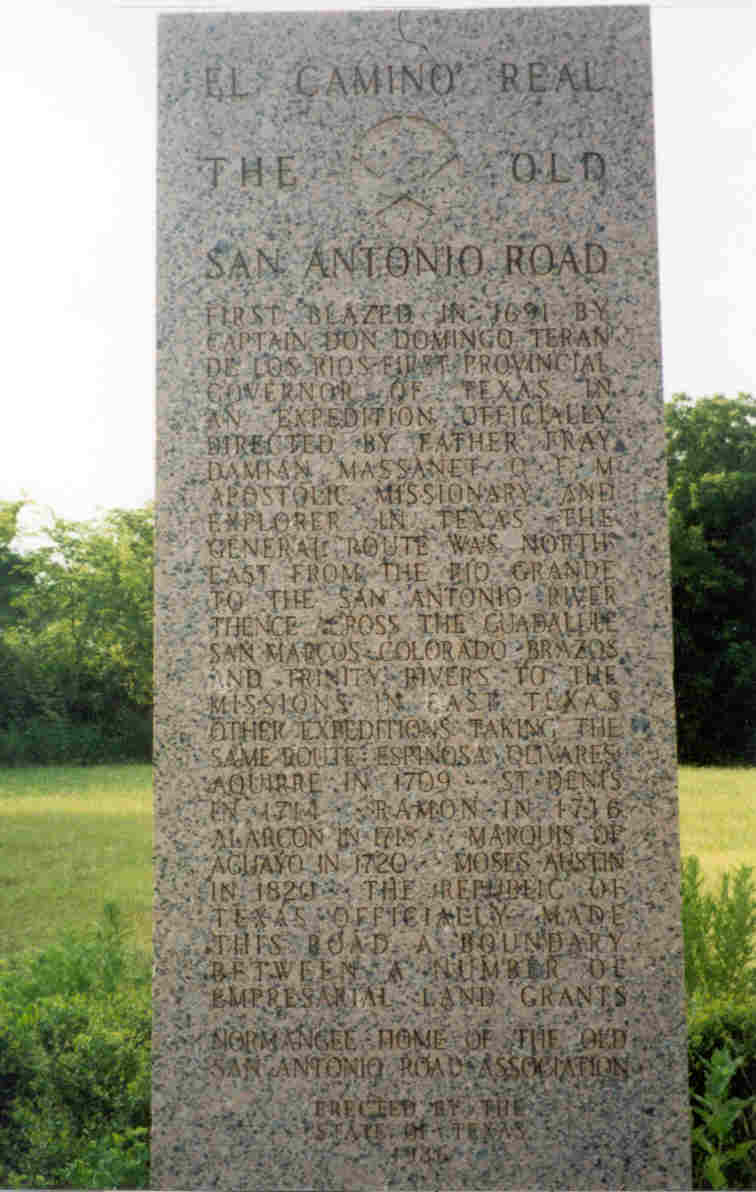 EL CAMINO REAL
THE OLD
SAN ANTONIO ROAD
FIRST BLAZED IN 1691 BY
CAPTAIN DON DOMINGO TERAN
DE LOS RIOS-FIRST PROVINCIAL
GOVERNOR OF TEXAS IN
AN EXPEDITION OFFICIALLY
DIRECTED BY FATHER FRAY
DAMIAN MASSANET O F M
APOSTOLIC MISSIONARY AND
EXPLORER IN TEXAS THE
GENERAL ROUTE WAS NORTH
EAST FROM THE RIO GRANDE
TO THE SAN ANTONIO RIVER
THENCE CROSS THE GUADALUPE
SAN MARCOS COLORADO BRAZOS
AND TRINITY RIVERS TO THE
MISSIONS IN EAST TEXAS
OTHER EXPEDITIONS TAKING THE
SAME ROUTE: ESPINOSA OLIVARES
AQUIRRE IN 1709 ·· ST DENIS
IN 1714 ·· RAMON IN 1716
ALARCON IN 1718 ·· MARQUIS OF
AGUAYO IN 1720 ·· MOSES AUSTIN
IN 1820 ·· THE REPUBLIC OF
TEXAS OFFICIALLY MADE
THIS ROAD A BOUNDARY
BETWEEN A NUMBER OF
EMPRESARIAL LAND GRANTS
NORMANGEE HOME OF THE OLD
SAN ANTONIO ROAD ASSOCIATION
ERECTED BY THE
STATE OF TEXAS
1936